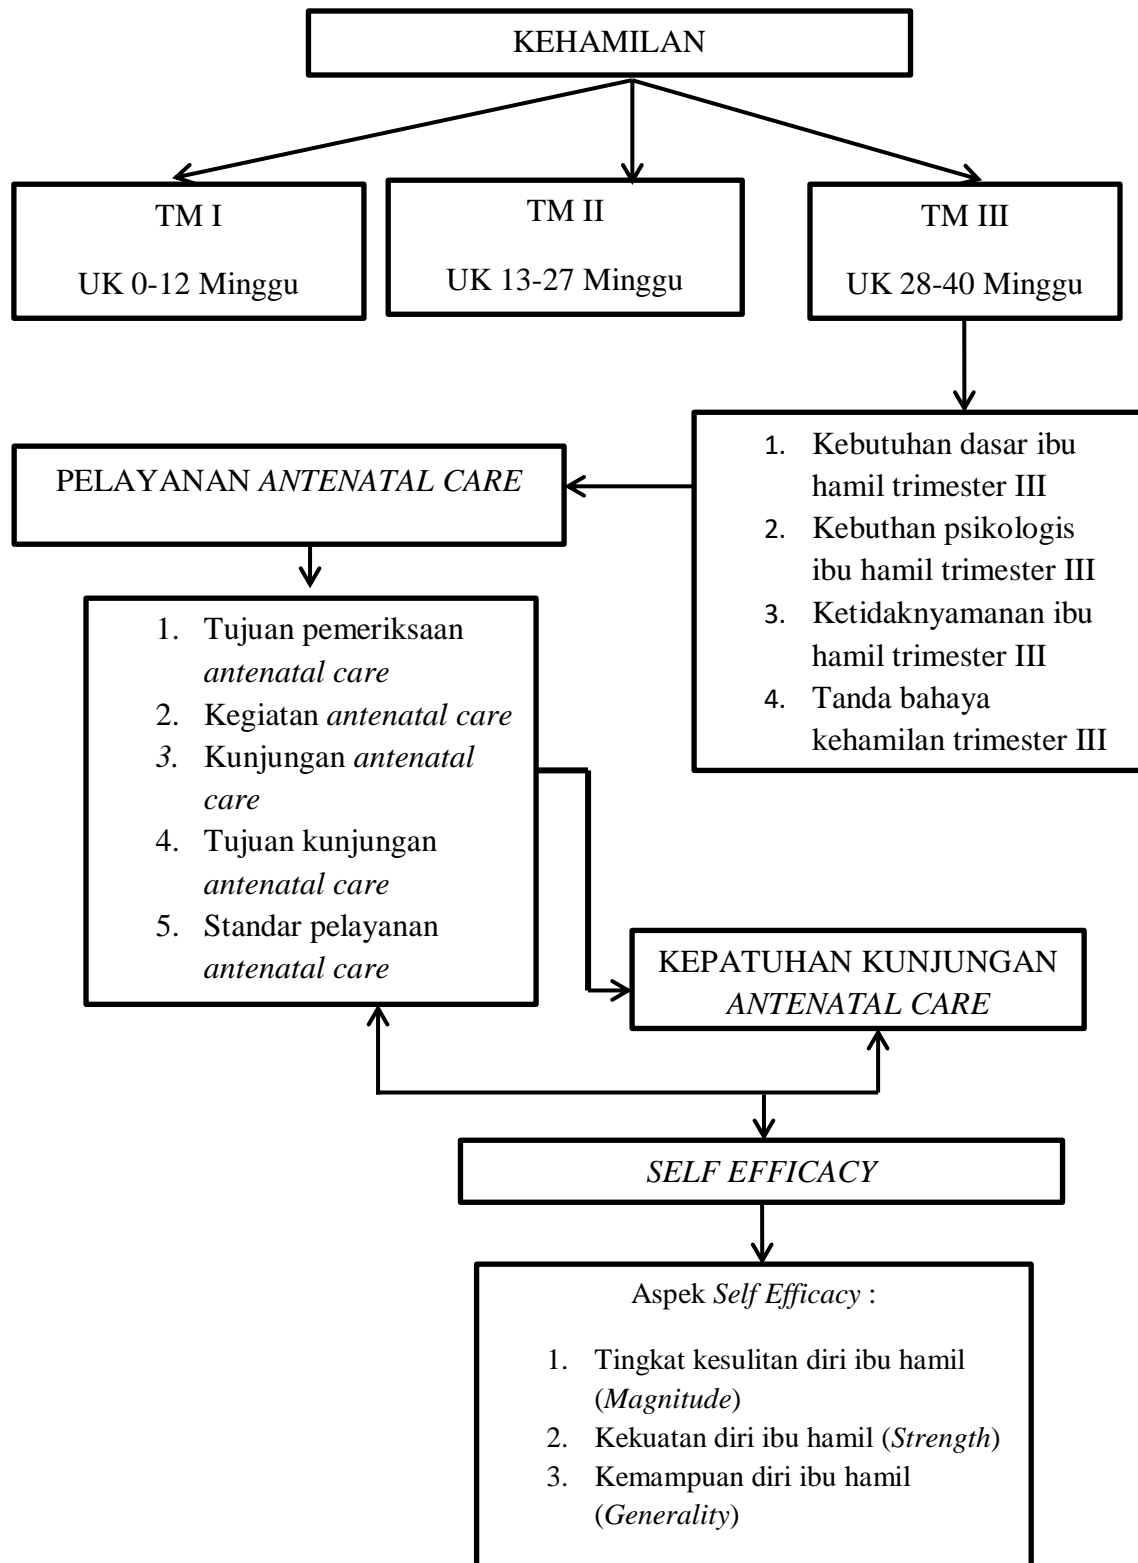 KEHAMILAN
TM I
UK 0-12 Minggu
TM II
UK 13-27 Minggu
TM III
UK 28-40 Minggu
1. Kebutuhan dasar ibu
hamil trimester III
2. Kebuthan psikologis
ibu hamil trimester III
3. Ketidaknyamanan ibu
hamil trimester III
4. Tanda bahaya
kehamilan trimester III
PELAYANAN ANTENATAL CARE
1. Tujuan pemeriksaan
antenatal care
2. Kegiatan antenatal care
3. Kunjungan antenatal
care
4. Tujuan kunjungan
antenatal care
5. Standar pelayanan
antenatal care
KEPATUHAN KUNJUNGAN
ANTENATAL CARE
SELF EFFICACY
Aspek Self Efficacy :
1. Tingkat kesulitan diri ibu hamil
(Magnitude)
2. Kekuatan diri ibu hamil (Strength)
3. Kemampuan diri ibu hamil
(Generality)